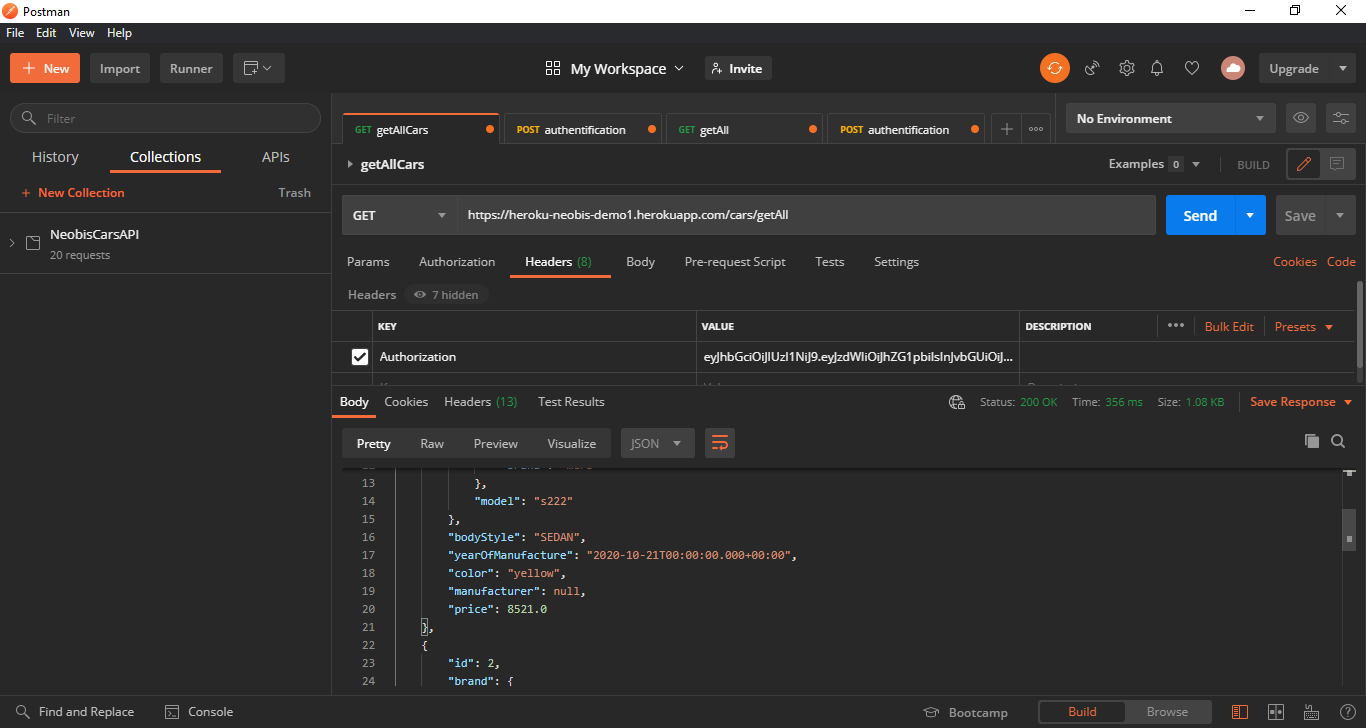 Postman
File Edit View Help
New Import Runner My Workspace Invite Upgrade
Filter
History Collections APIs
New Collection Trash
NeobisCarsAPI
20 requests
GET getAllCars POST authentification GET getAll POST authentification No Environment
getAllCars Examples 0 BUILD
GET https://heroku-neobis-demo1.herokuapp.com/cars/getAll Send Save
Params Authorization Headers (8) Body Pre-request Script Tests Settings Cookies Code
Headers 7 hidden
KEY VALUE DESCRIPTION ••• Bulk Edit Presets
Authorization eyJhbGciOiJIUzI1NiJ9.eyJzdWIiOiJhZG1pbiIsInJvbGUiOiJ...
Body Cookies Headers (13) Test Results Status: 200 OK Time: 356 ms Size: 1.08 KB Save Response
Pretty Raw Preview Visualize JSON
13 },
14 "model": "s222"
15 },
16 "bodyStyle": "SEDAN",
17 "yearOfManufacture": "2020-10-21T00:00:00.000+00:00",
18 "color": "yellow",
19 "manufacturer": null,
20 "price": 8521.0
21 },
22 {
23 "id": 2,
24 "brand": {
Find and Replace Console Bootcamp Build Browse